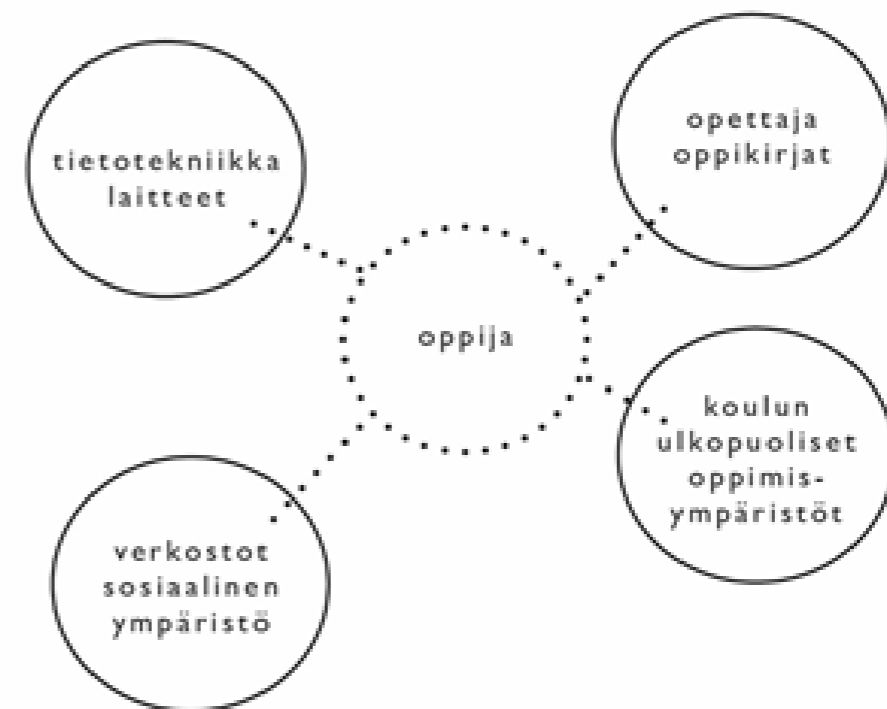 tietotekniikka
laitteet
opettaja
oppikirjat
oppija
koulun
ulkopuoliset
oppimis-
ympäristöt
verkostot
sosiaalinen
ympäristö